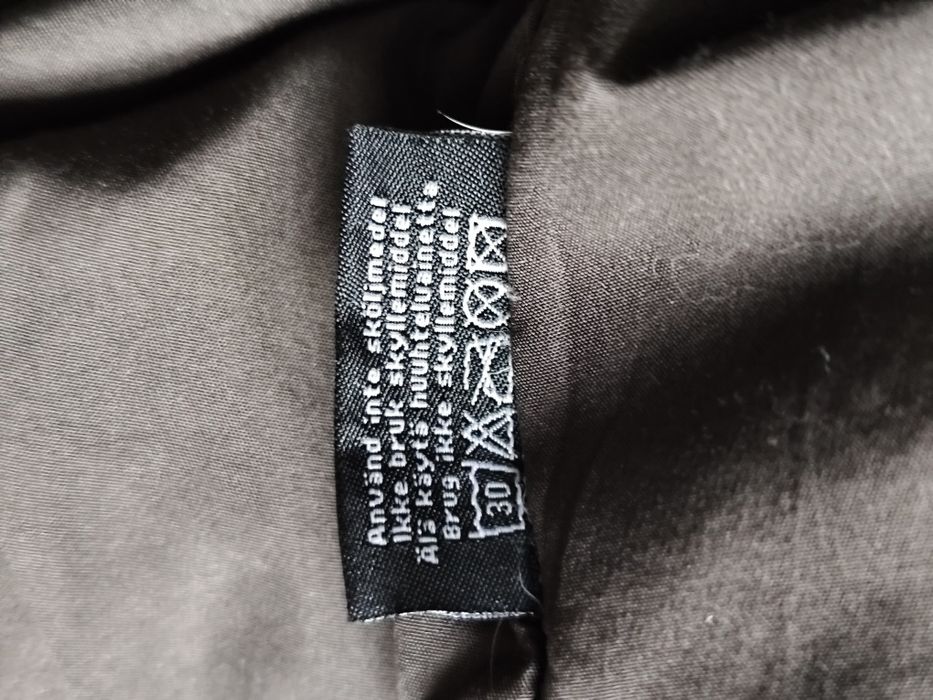 Använd inte sköljmedel
Ikke bruk skyllemiddel
Älä käytä huuhteluainetta
Brug ikke skyllemiddel
30